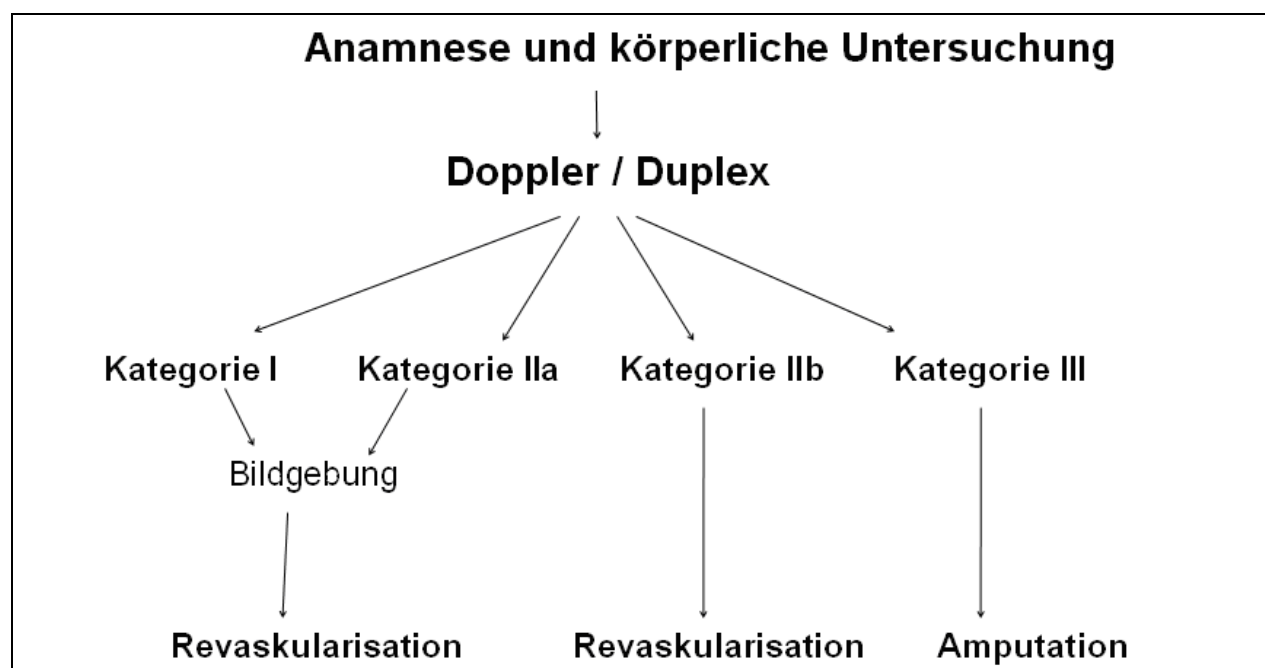 Anamnese und körperliche Untersuchung
Doppler / Duplex
Kategorie I Kategorie IIa Kategorie IIb Kategorie III
Bildgebung
Revaskularisation Revaskularisation Amputation